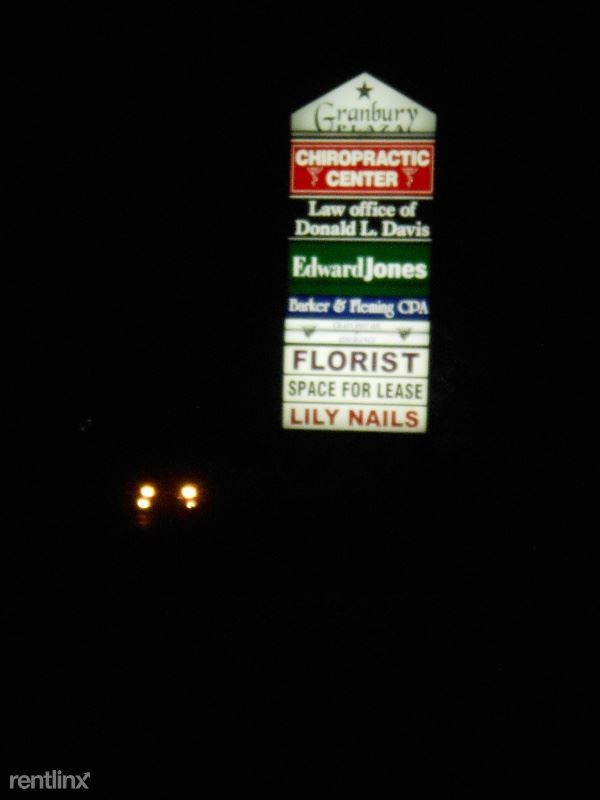 Granbury
PLAZA
CHIROPRACTIC
CENTER
Law office of
Donald L. Davis
Edward Jones
Barker & Fleming CPA
FLORIST
SPACE FOR LEASE
LILY NAILS
rentlinx